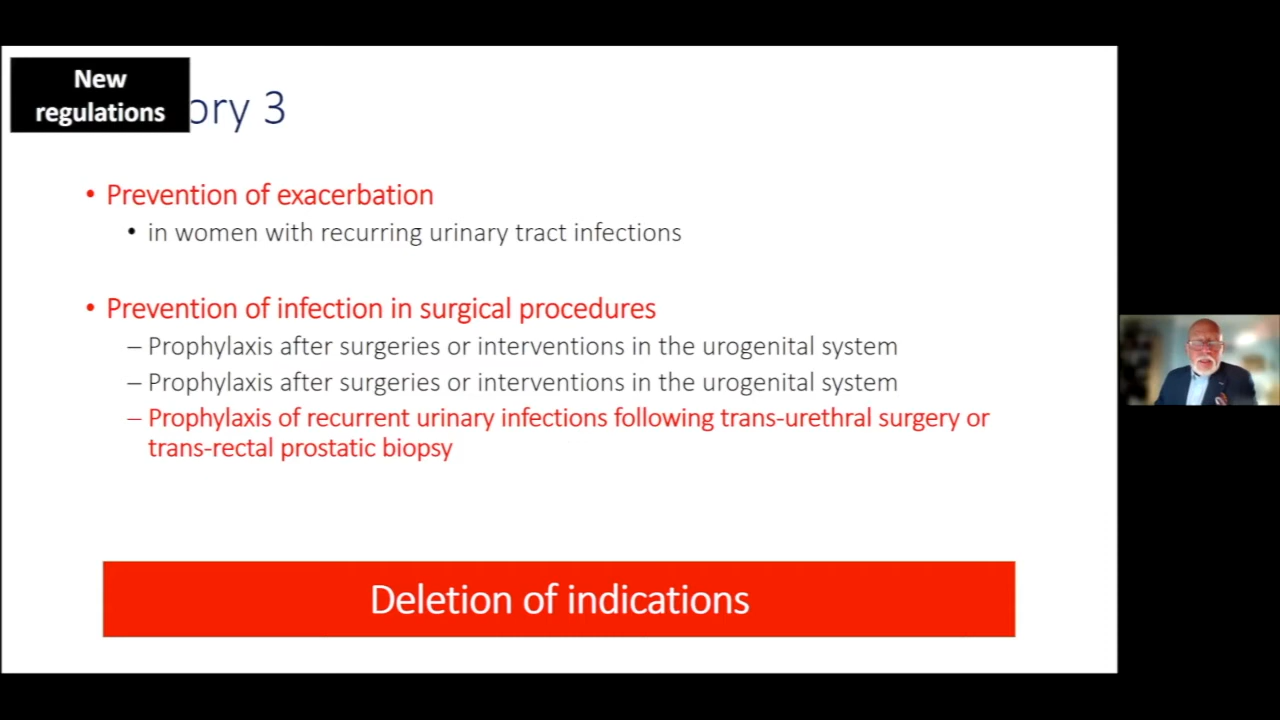 New
regulations
ory 3
• Prevention of exacerbation
• in women with recurring urinary tract infections
• Prevention of infection in surgical procedures
– Prophylaxis after surgeries or interventions in the urogenital system
– Prophylaxis after surgeries or interventions in the urogenital system
– Prophylaxis of recurrent urinary infections following trans-urethral surgery or
trans-rectal prostatic biopsy
Deletion of indications